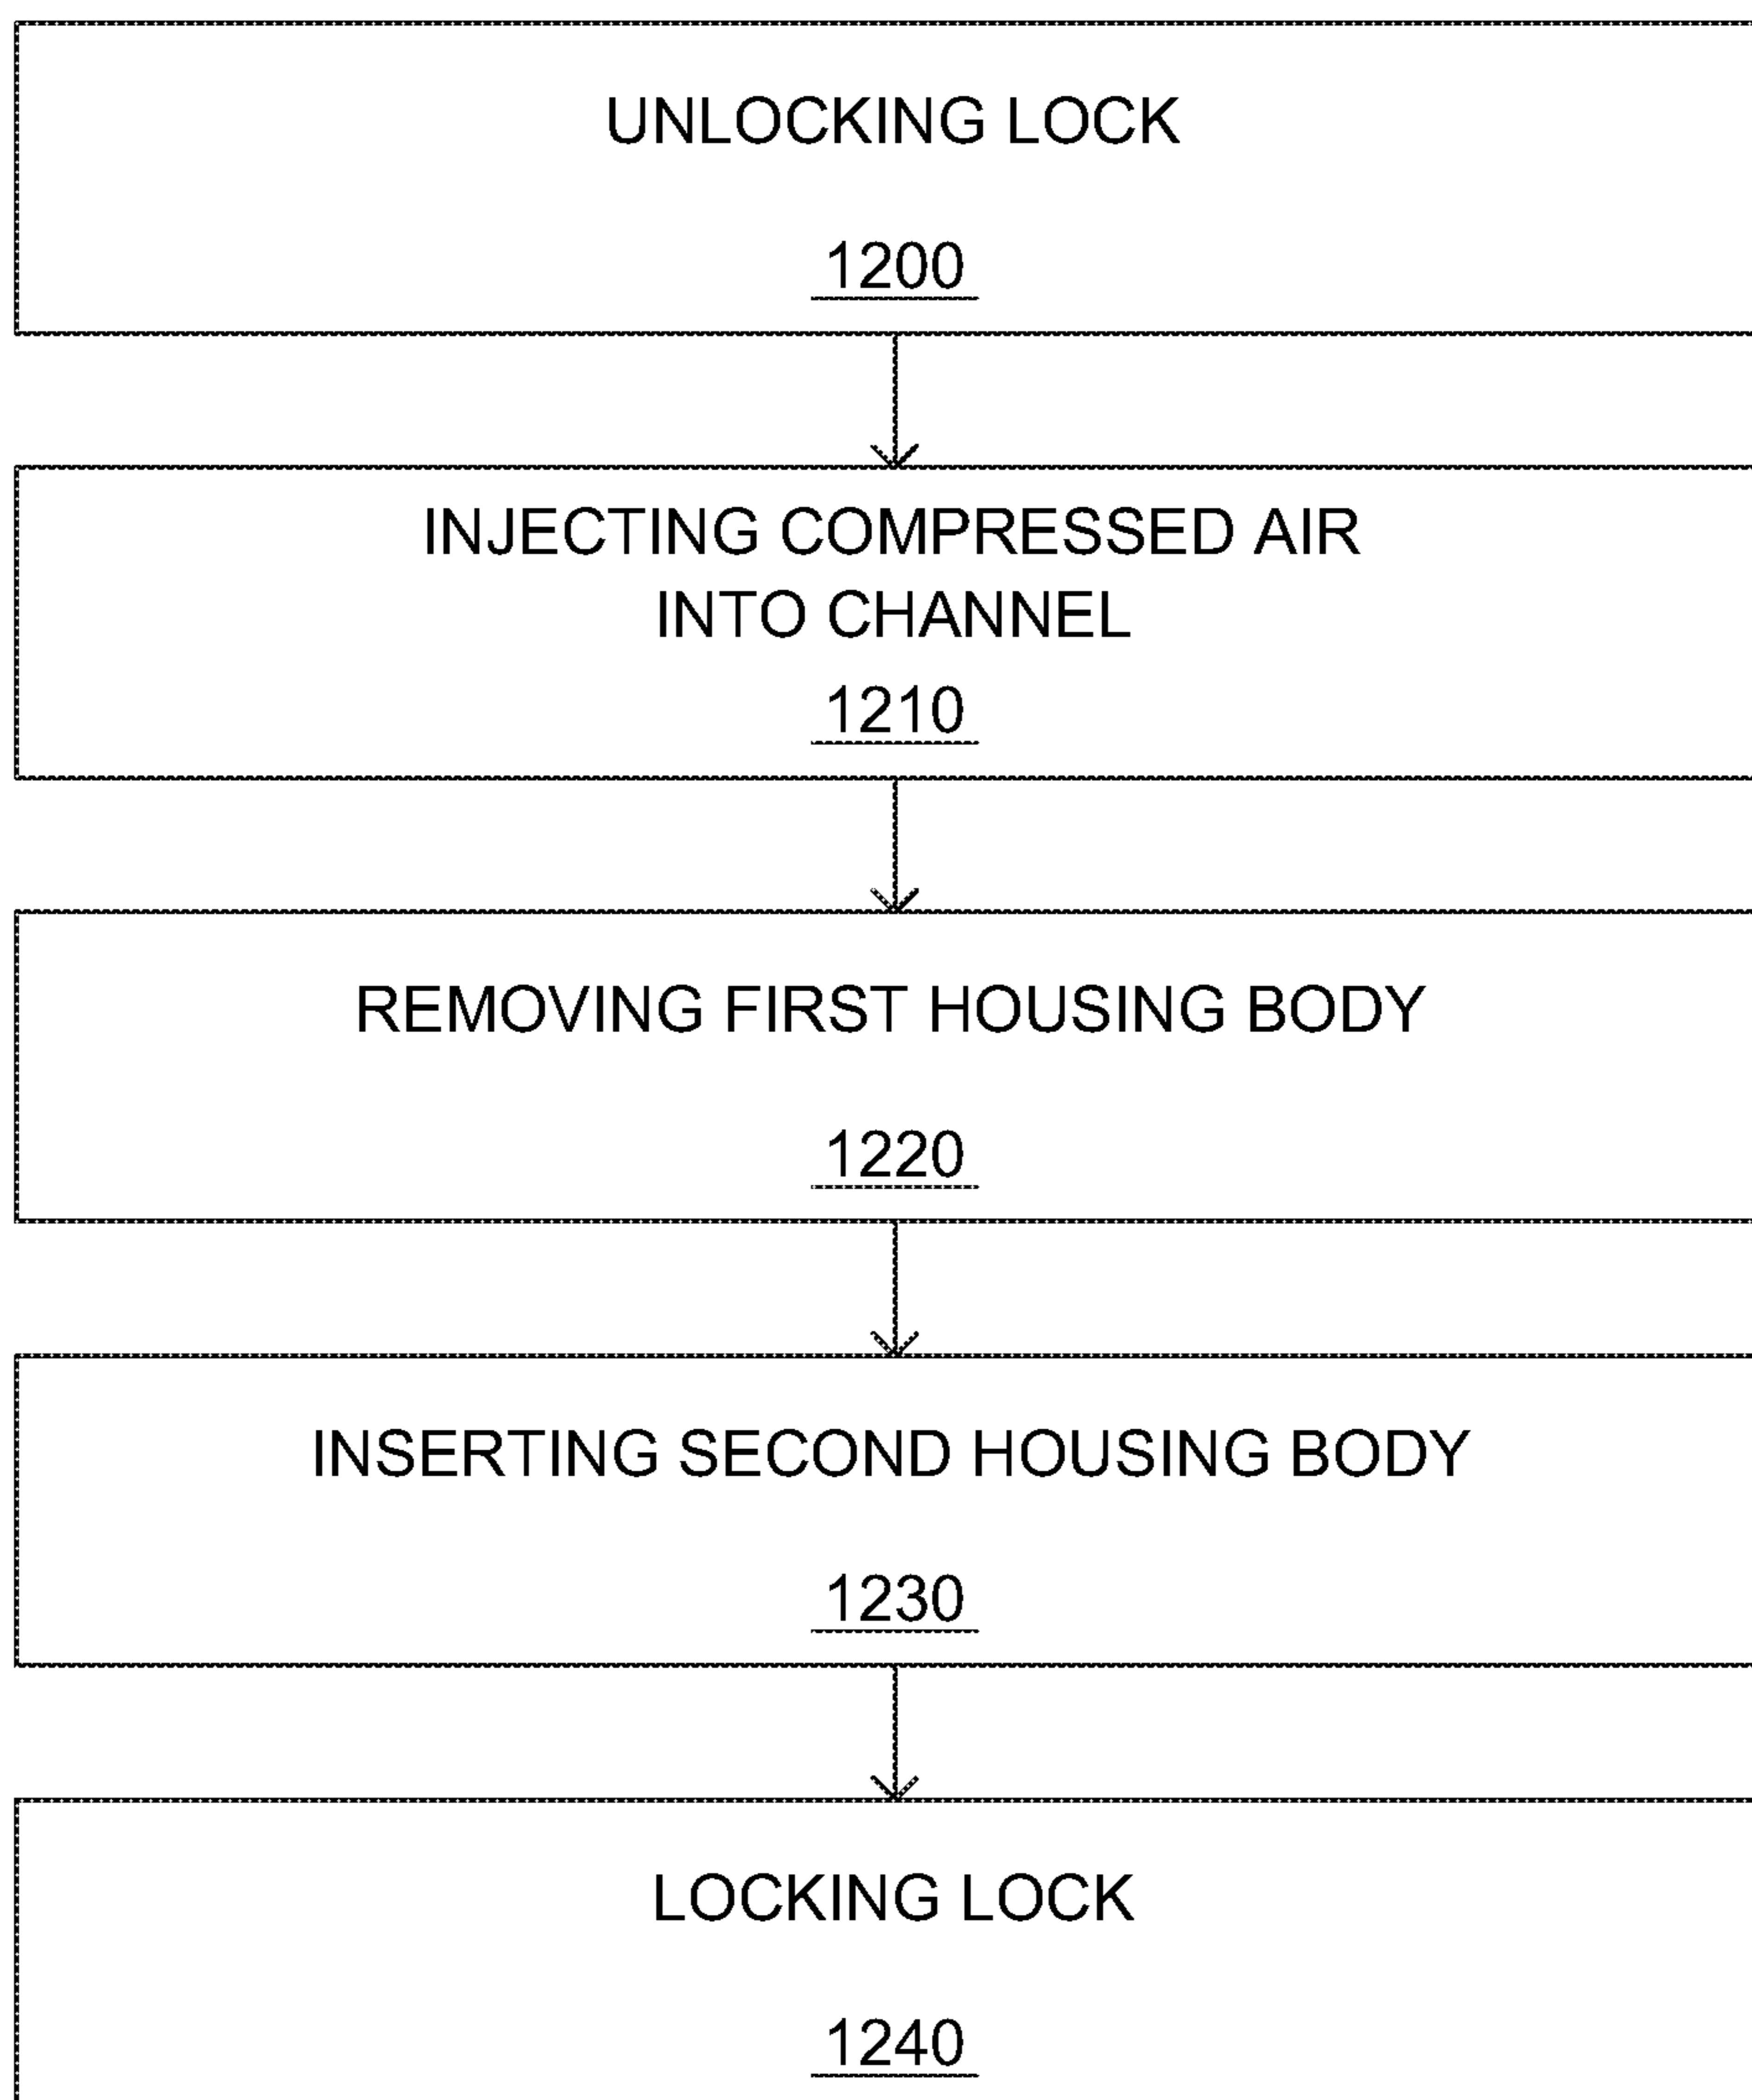 UNLOCKING LOCK
1200
INJECTING COMPRESSED AIR
INTO CHANNEL
1210
REMOVING FIRST HOUSING BODY
1220
INSERTING SECOND HOUSING BODY
1230
LOCKING LOCK
1240